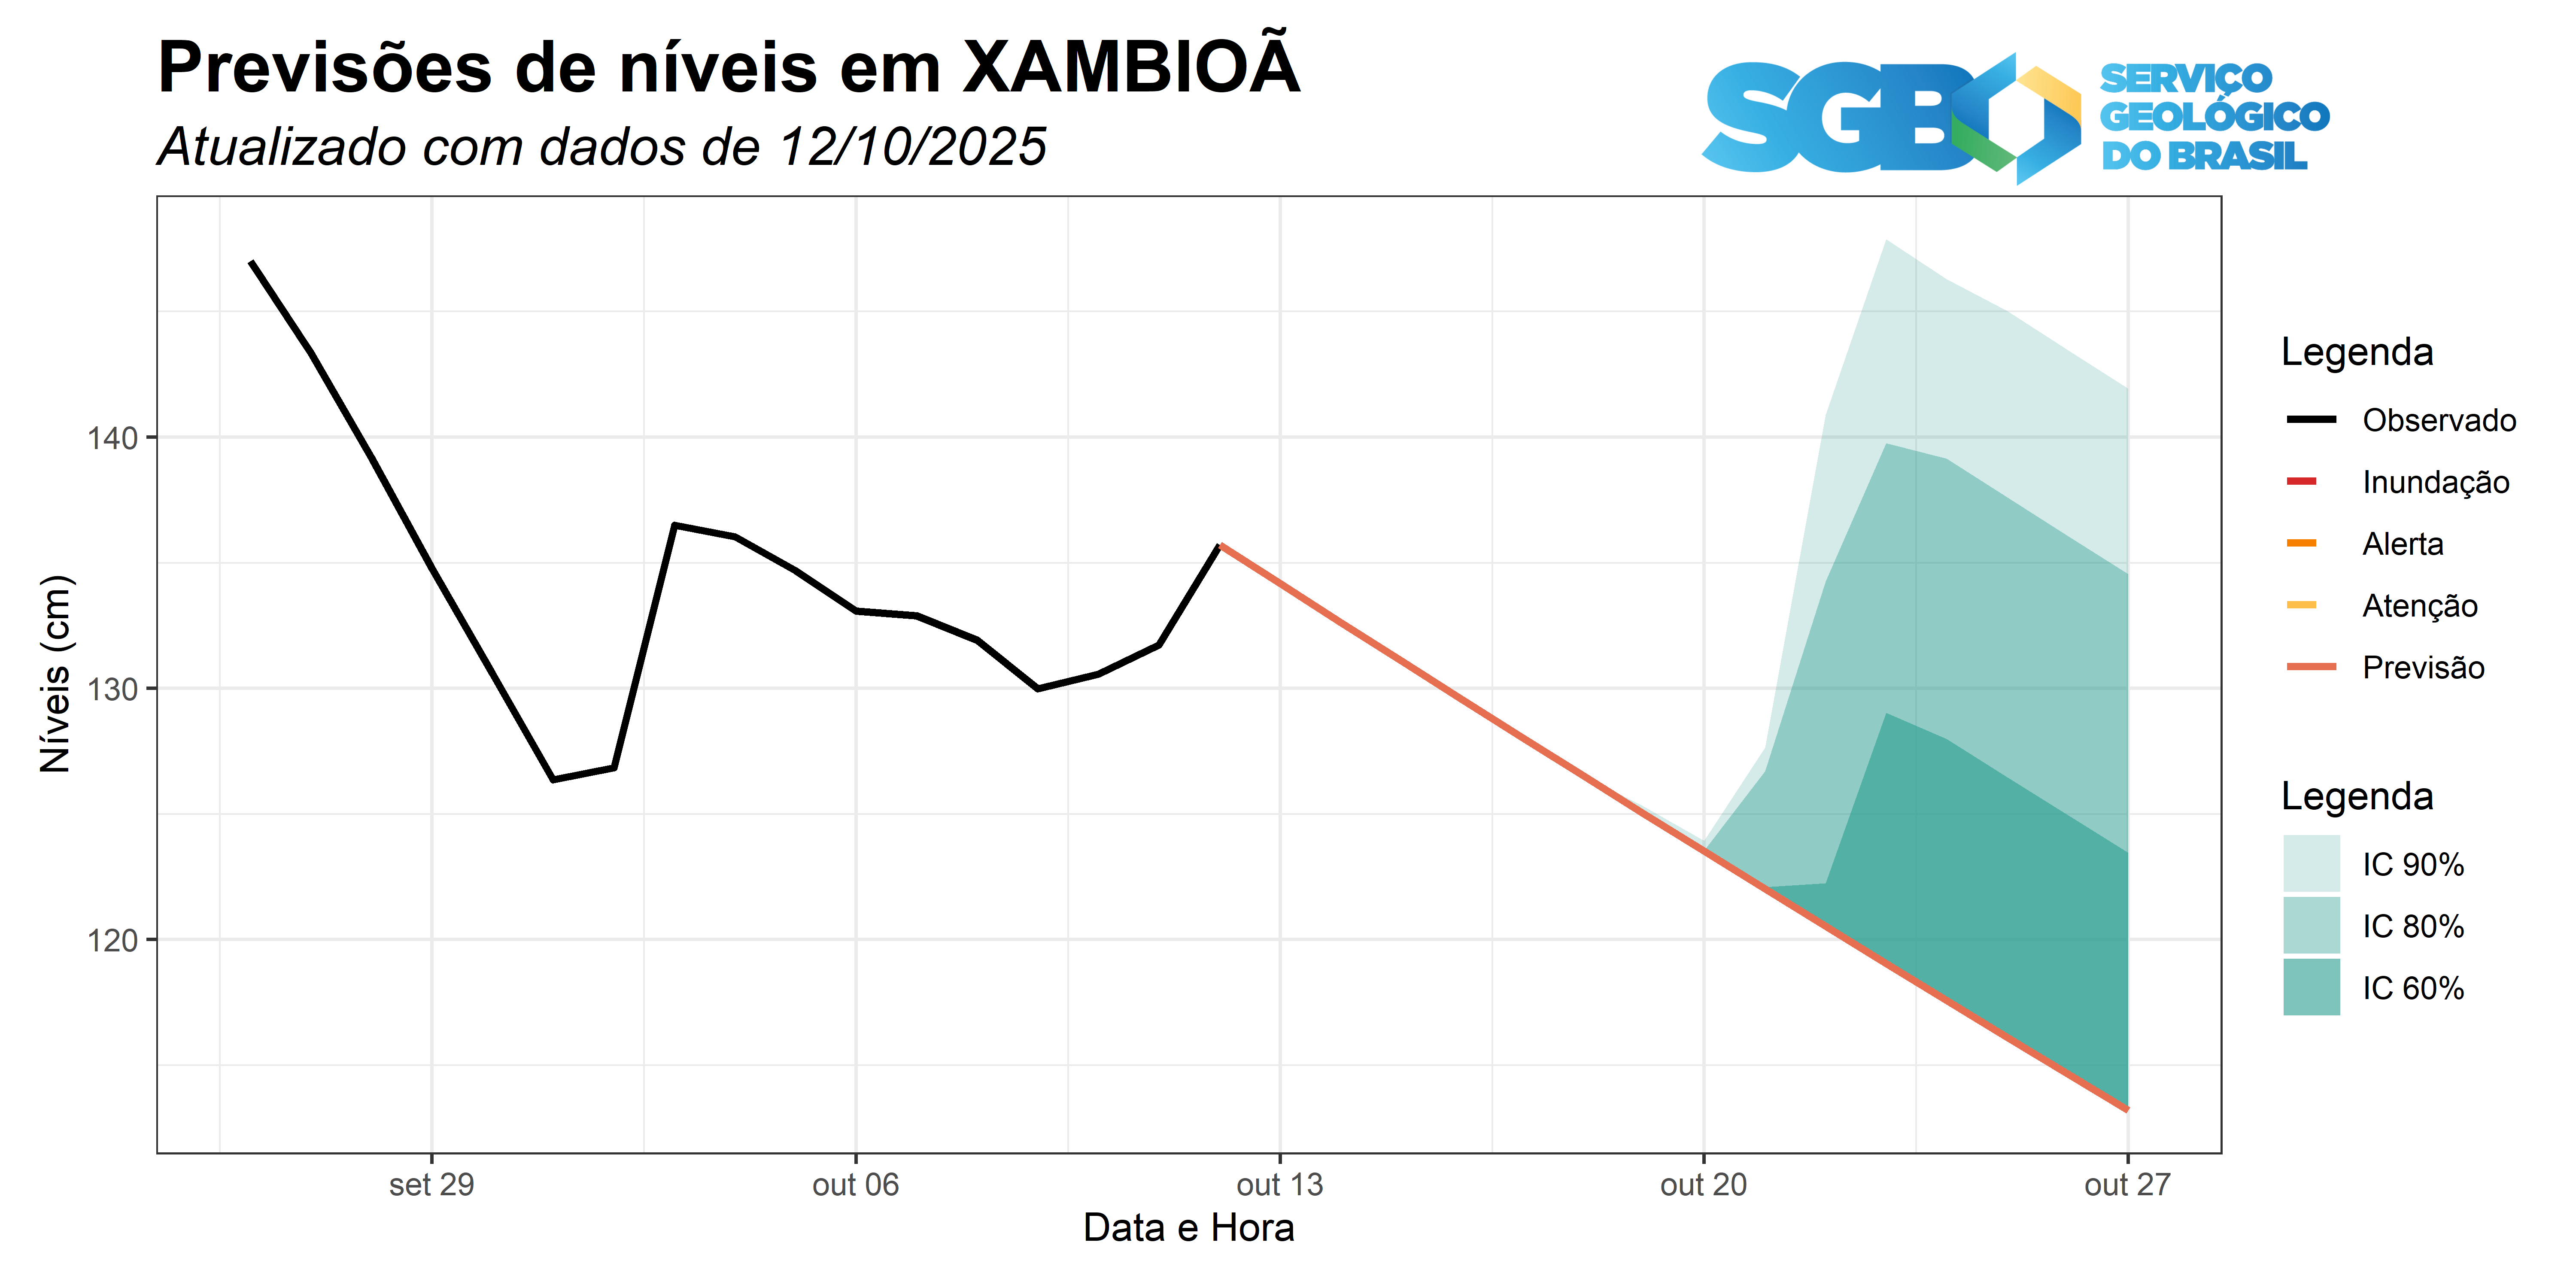 Previsões de níveis em XAMBIOÃ
Atualizado com dados de 12/10/2025
SGB
SERVIÇO
GEOLÓGICO
DO BRASIL
Níveis (cm)
140
130
120
set 29
out 06
out 13
out 20
out 27
Data e Hora
Legenda
Observado
Inundação
Alerta
Atenção
Previsão
Legenda
IC 90%
IC 80%
IC 60%